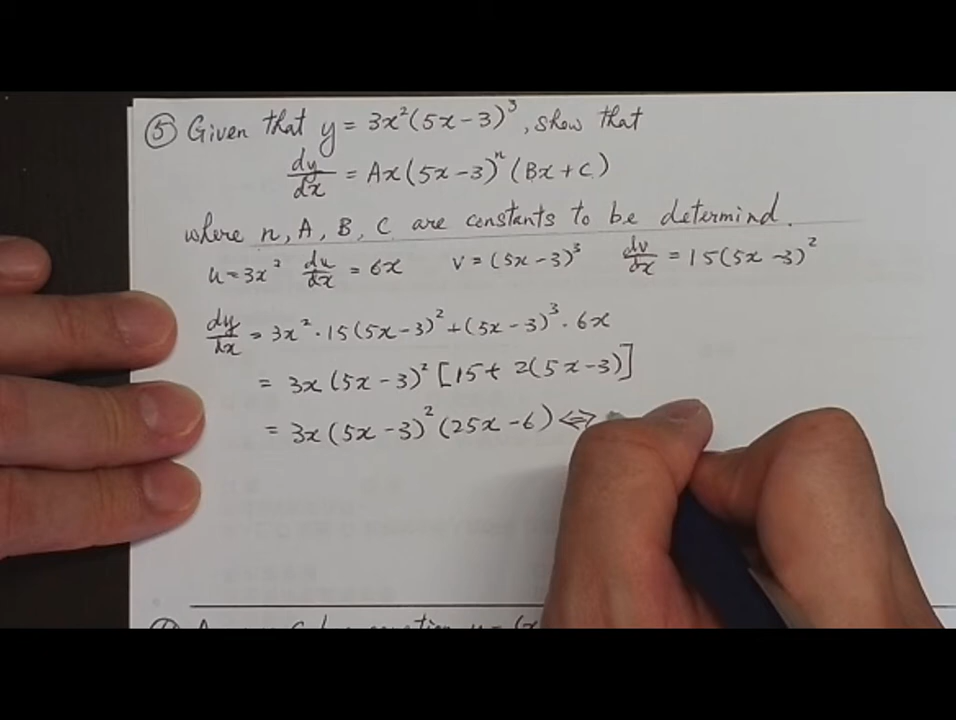 ⑤ Given that y = 3x²(5x-3)³, show that
dy/dx = Ax(5x-3)ⁿ(Bx+C)
where n, A, B, C are constants to be determind.
u=3x² du/dx = 6x v = (5x-3)³ dv/dx = 15(5x-3)²
dy/dx = 3x²·15(5x-3)²+(5x-3)³·6x
= 3x(5x-3)²[15+ 2(5x-3)]
= 3x(5x-3)²(25x-6)⇔